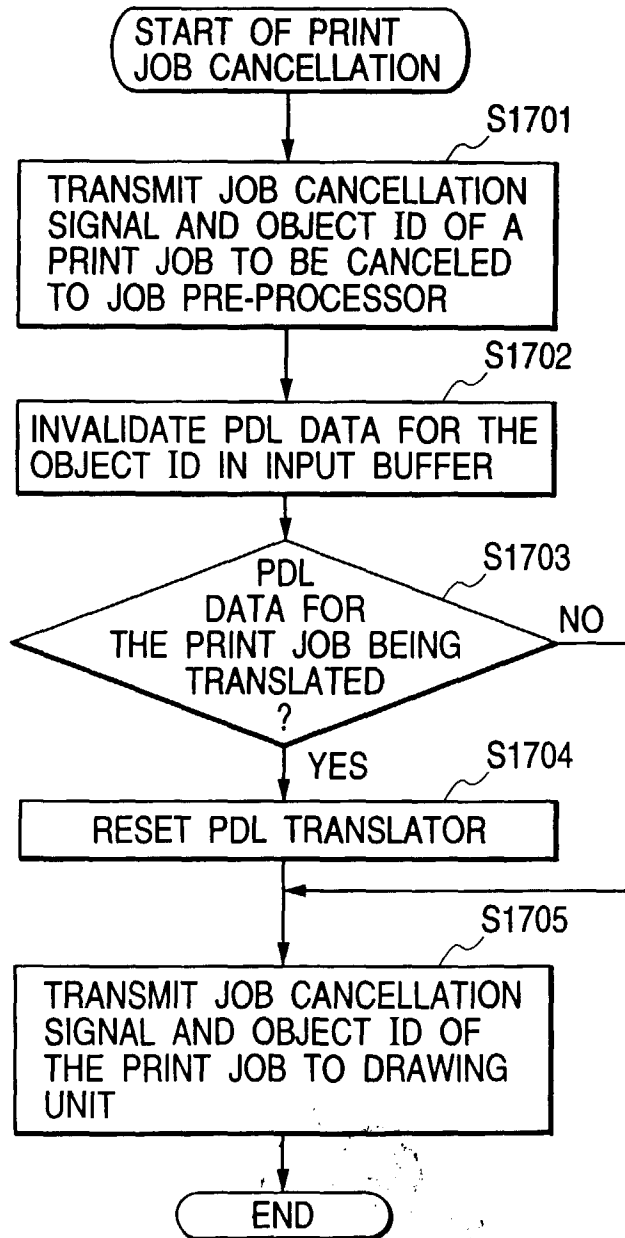 START OF PRINT
JOB CANCELLATION
S1701
TRANSMIT JOB CANCELLATION
SIGNAL AND OBJECT ID OF A
PRINT JOB TO BE CANCELED
TO JOB PRE-PROCESSOR
S1702
INVALIDATE PDL DATA FOR THE
OBJECT ID IN INPUT BUFFER
S1703
PDL
DATA FOR
THE PRINT JOB BEING
TRANSLATED
?
NO
YES
S1704
RESET PDL TRANSLATOR
S1705
TRANSMIT JOB CANCELLATION
SIGNAL AND OBJECT ID OF
THE PRINT JOB TO DRAWING
UNIT
END